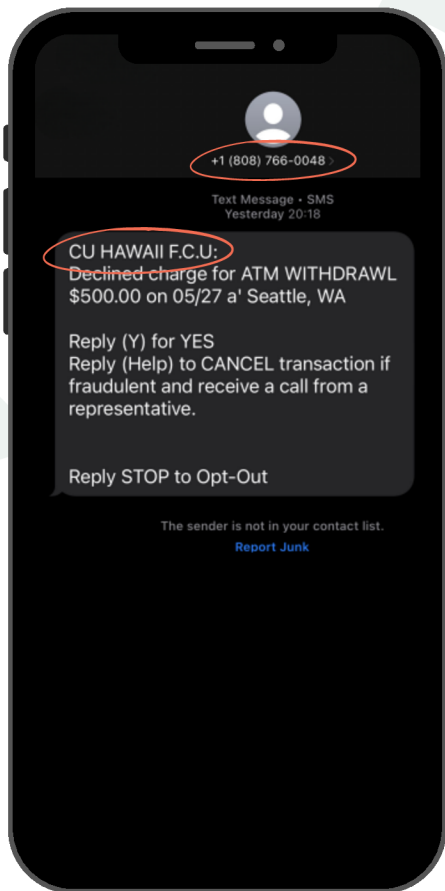 +1 (808) 766-0048 >
Text Message • SMS
Yesterday 20:18
CU HAWAII F.C.U:
Declined charge for ATM WITHDRAWL
$500.00 on 05/27 a' Seattle, WA
Reply (Y) for YES
Reply (Help) to CANCEL transaction if
fraudulent and receive a call from a
representative.
Reply STOP to Opt-Out
The sender is not in your contact list.
Report Junk